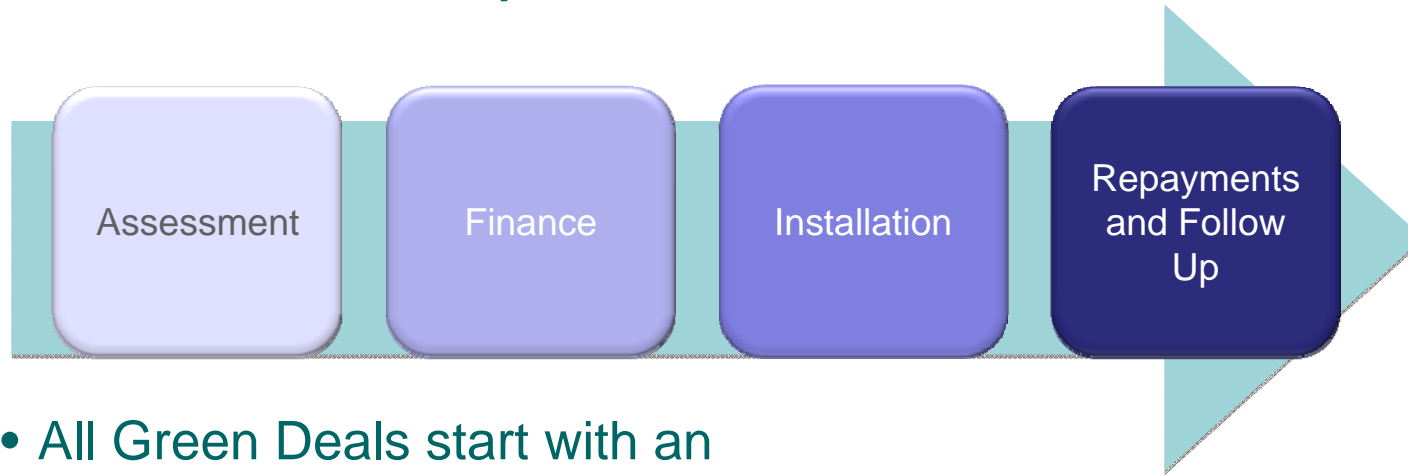 Assessment
Finance
Installation
Repayments
and Follow
Up
• All Green Deals start with an